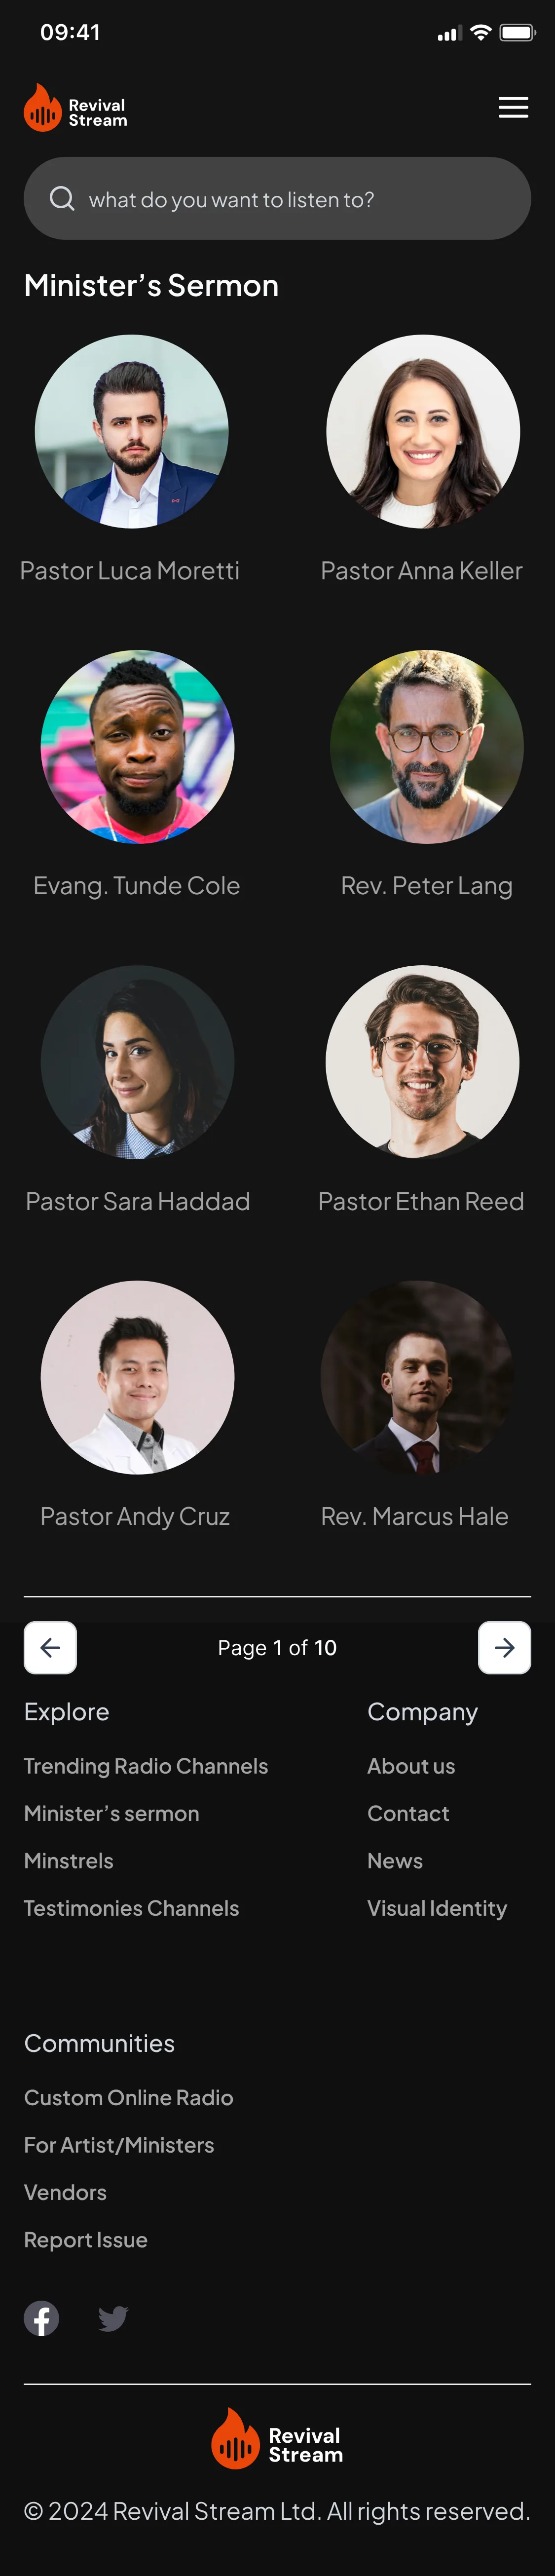 09:41
Revival
Stream
what do you want to listen to?
Minister’s Sermon
Pastor Luca Moretti
Pastor Anna Keller
Evang. Tunde Cole
Rev. Peter Lang
Pastor Sara Haddad
Pastor Ethan Reed
Pastor Andy Cruz
Rev. Marcus Hale
Page 1 of 10
Explore
Trending Radio Channels
Minister’s sermon
Minstrels
Testimonies Channels
Company
About us
Contact
News
Visual Identity
Communities
Custom Online Radio
For Artist/Ministers
Vendors
Report Issue
Revival
Stream
© 2024 Revival Stream Ltd. All rights reserved.